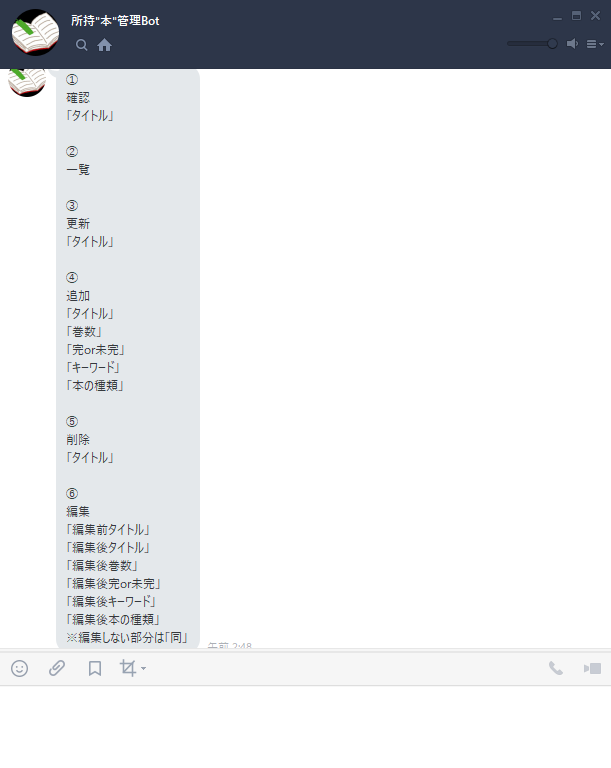 所持"本"管理Bot
①
確認
「タイトル」
②
一覧
③
更新
「タイトル」
④
追加
「タイトル」
「巻数」
「完or未完」
「キーワード」
「本の種類」
⑤
削除
「タイトル」
⑥
編集
「編集前タイトル」
「編集後タイトル」
「編集後巻数」
「編集後完or未完」
「編集後キーワード」
「編集後本の種類」
※編集しない部分は「同」
午前 2:48